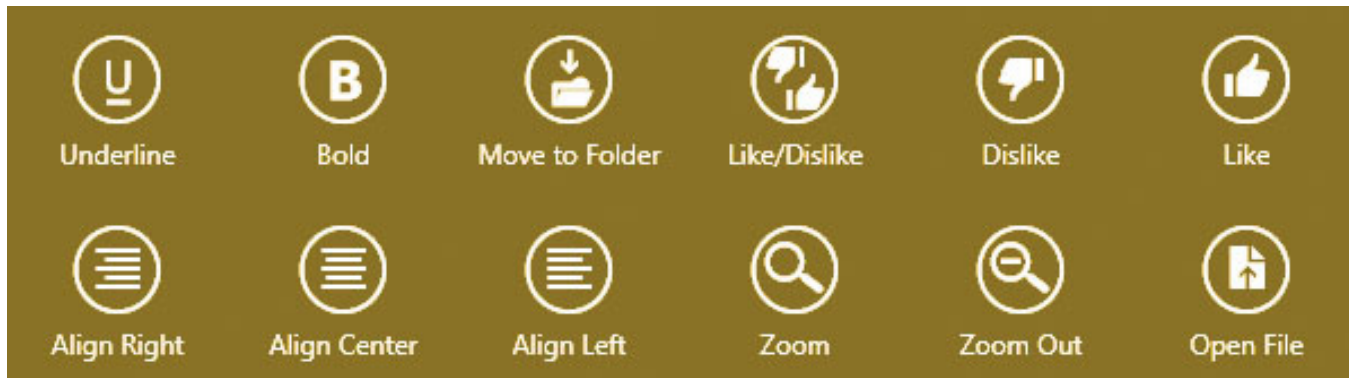 U B
Underline Bold Move to Folder Like/Dislike Dislike Like
Align Right Align Center Align Left Zoom Zoom Out Open File